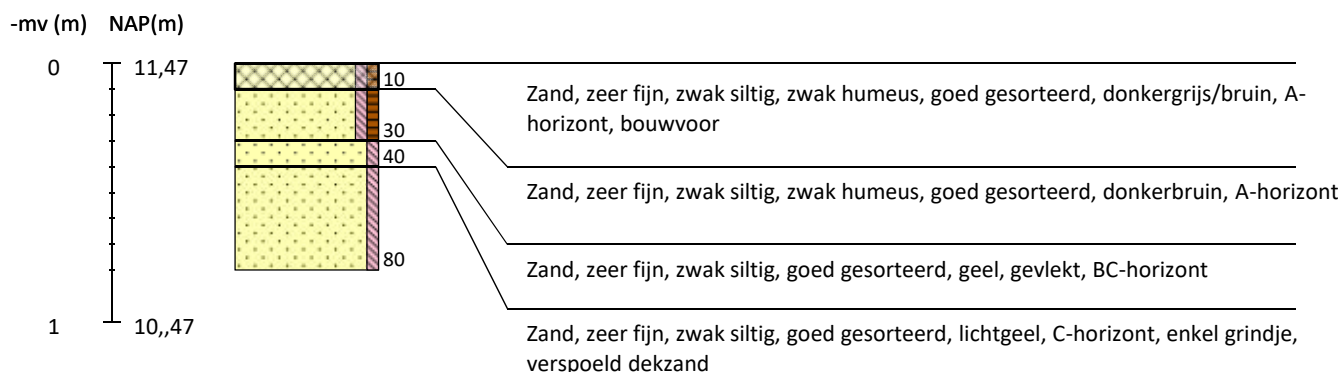 -mv (m) NAP(m)
0 11,47
10
Zand, zeer fijn, zwak siltig, zwak humeus, goed gesorteerd, donkergrijs/bruin, A-
horizont, bouwvoor
30
40
Zand, zeer fijn, zwak siltig, zwak humeus, goed gesorteerd, donkerbruin, A-horizont
80
Zand, zeer fijn, zwak siltig, goed gesorteerd, geel, gevlekt, BC-horizont
1 10,,47
Zand, zeer fijn, zwak siltig, goed gesorteerd, lichtgeel, C-horizont, enkel grindje,
verspoeld dekzand